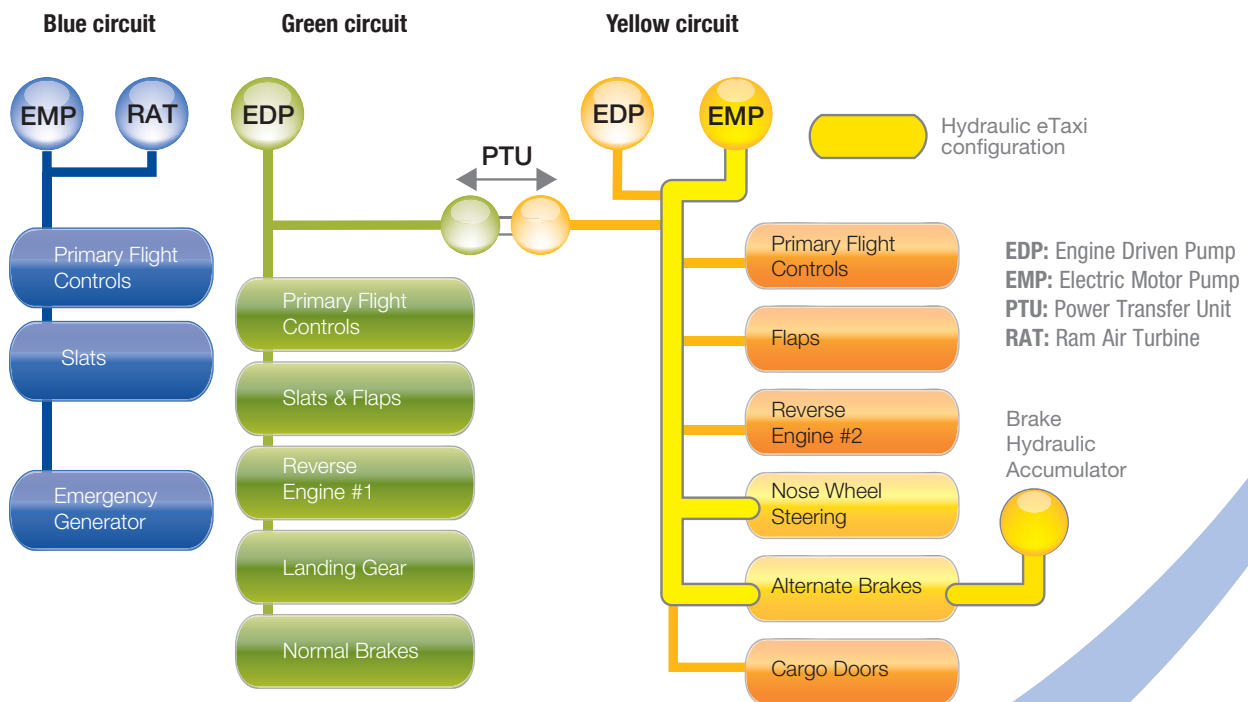 Blue circuit
Green circuit
Yellow circuit
EMP
RAT
EDP
EDP
EMP
Hydraulic eTaxi
configuration
PTU
Primary Flight
Controls
Slats
Emergency
Generator
Primary Flight
Controls
Slats & Flaps
Reverse
Engine #1
Landing Gear
Normal Brakes
Primary Flight
Controls
Flaps
Reverse
Engine #2
Nose Wheel
Steering
Alternate Brakes
Cargo Doors
EDP: Engine Driven Pump
EMP: Electric Motor Pump
PTU: Power Transfer Unit
RAT: Ram Air Turbine
Brake
Hydraulic
Accumulator